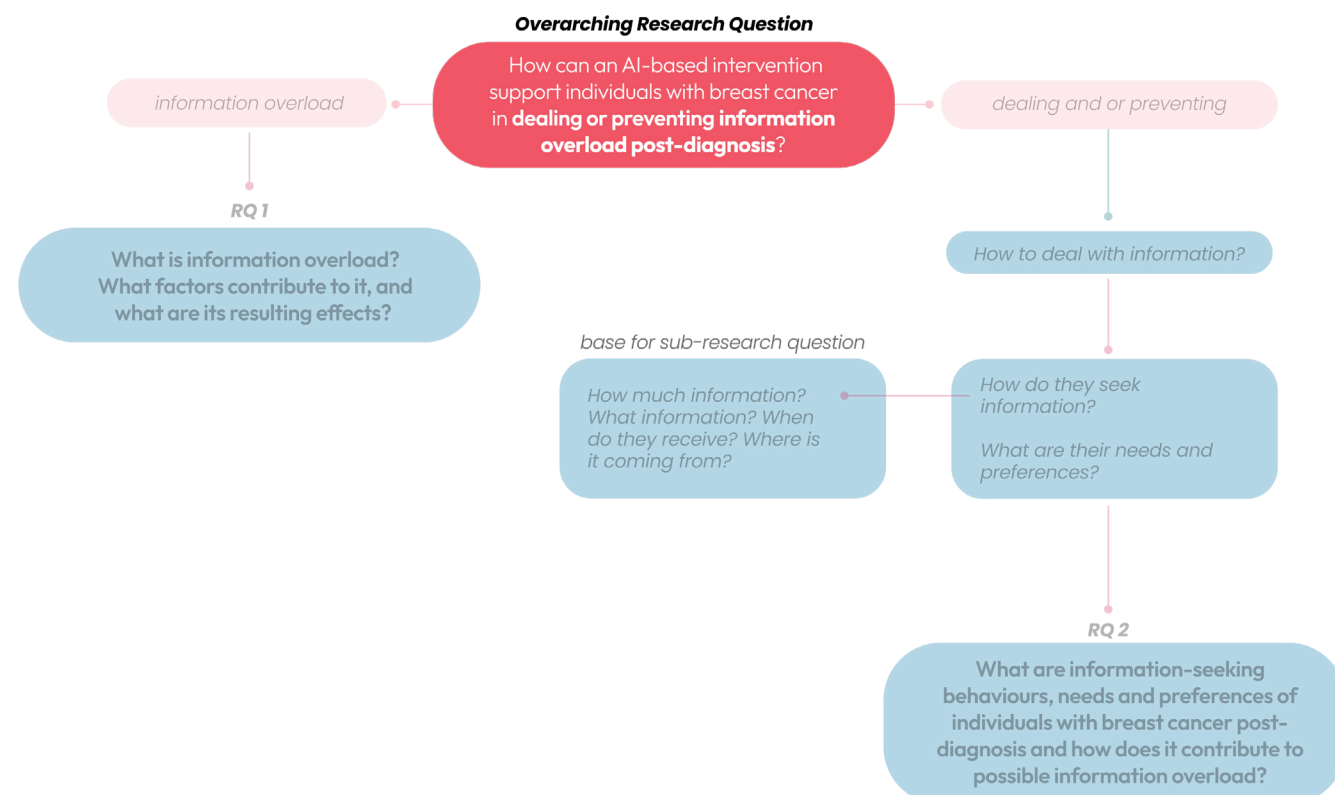 Overarching Research Question
How can an AI-based intervention
support individuals with breast cancer
in dealing or preventing information
overload post-diagnosis?
information overload
dealing and or preventing
RQ 1
What is information overload?
What factors contribute to it, and
what are its resulting effects?
How to deal with information?
base for sub-research question
How much information?
What information? When
do they receive? Where is
it coming from?
How do they seek
information?
What are their needs and
preferences?
RQ 2
What are information-seeking
behaviours, needs and preferences of
individuals with breast cancer post-
diagnosis and how does it contribute to
possible information overload?